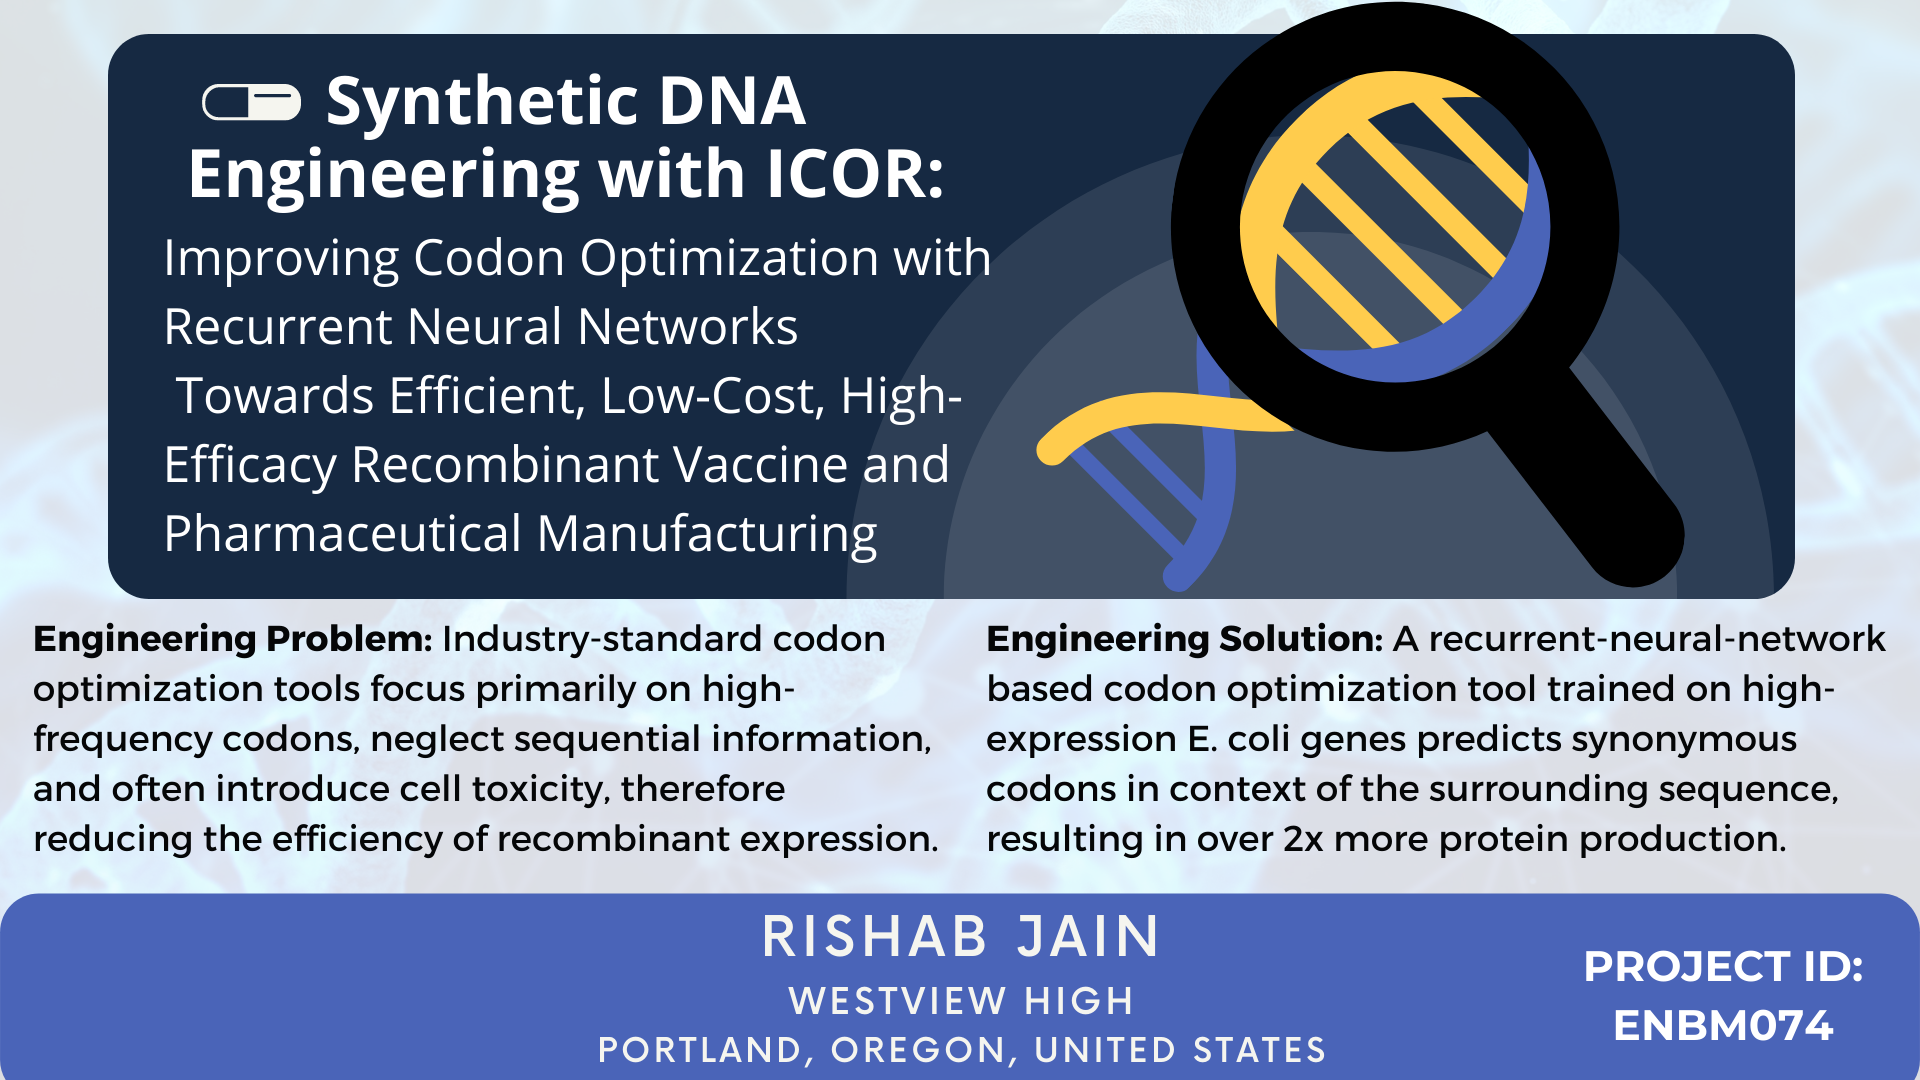 Synthetic DNA
Engineering with ICOR:
Improving Codon Optimization with
Recurrent Neural Networks
Towards Efficient, Low-Cost, High-
Efficacy Recombinant Vaccine and
Pharmaceutical Manufacturing
Engineering Problem: Industry-standard codon
optimization tools focus primarily on high-
frequency codons, neglect sequential information,
and often introduce cell toxicity, therefore
reducing the efficiency of recombinant expression.
Engineering Solution: A recurrent-neural-network
based codon optimization tool trained on high-
expression E. coli genes predicts synonymous
codons in context of the surrounding sequence,
resulting in over 2x more protein production.
RISHAB JAIN
WESTVIEW HIGH
PORTLAND, OREGON, UNITED STATES
PROJECT ID:
ENBM074